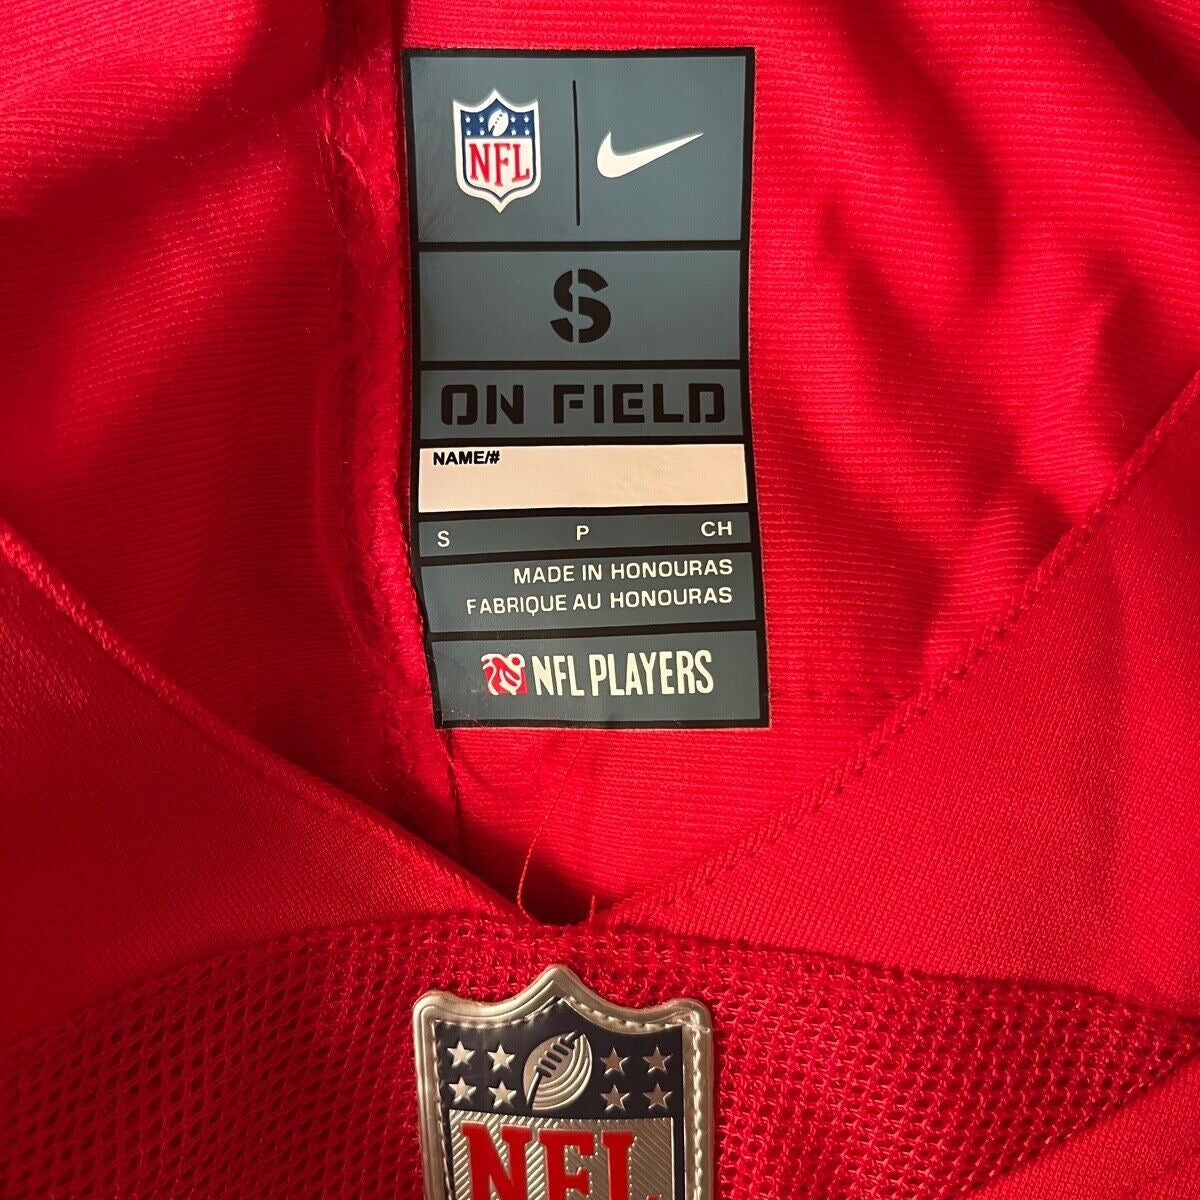 NFL
S
ON FIELD
NAME/#
S P CH
MADE IN HONOURAS
FABRIQUE AU HONOURAS
NFL PLAYERS
NFL